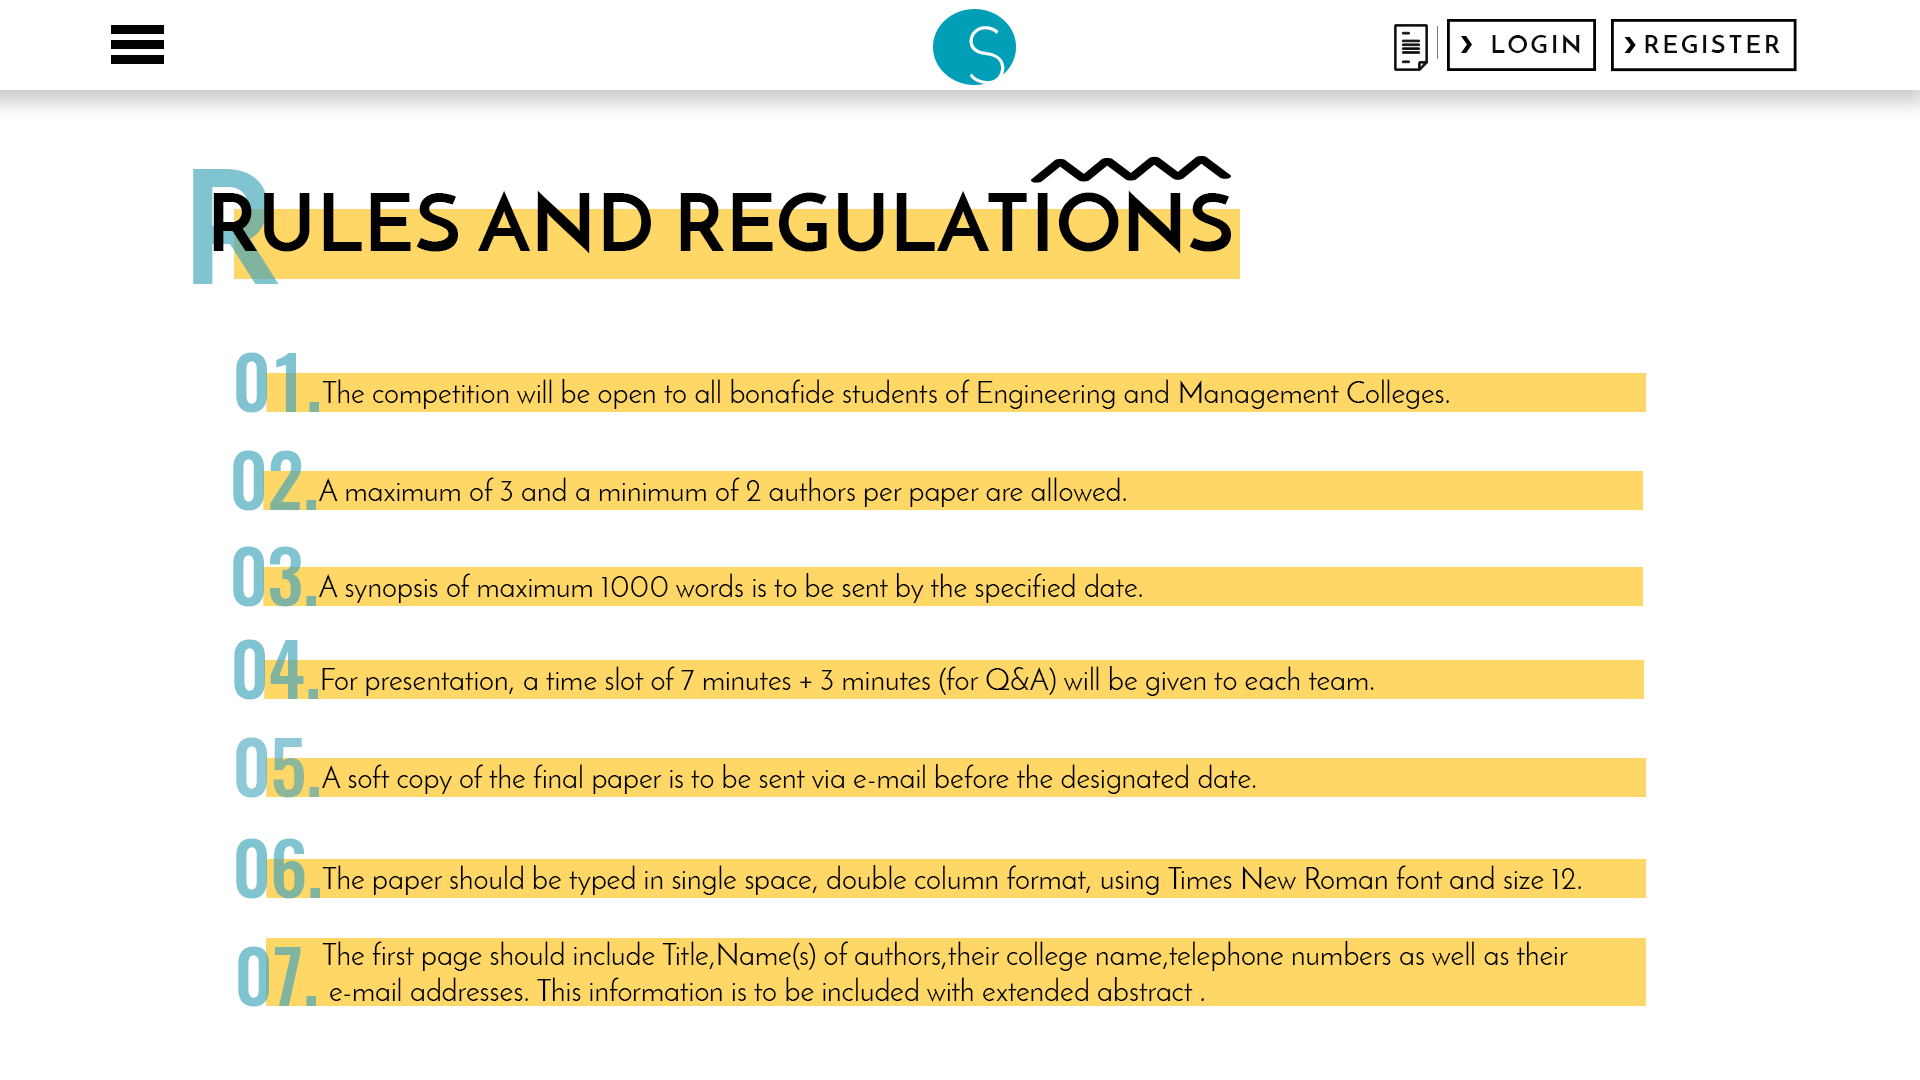 S
LOGIN
REGISTER
RULES AND REGULATIONS
01. The competition will be open to all bonafide students of Engineering and Management Colleges.
02. A maximum of 3 and a minimum of 2 authors per paper are allowed.
03. A synopsis of maximum 1000 words is to be sent by the specified date.
04. For presentation, a time slot of 7 minutes + 3 minutes (for Q&A) will be given to each team.
05. A soft copy of the final paper is to be sent via e-mail before the designated date.
06. The paper should be typed in single space, double column format, using Times New Roman font and size 12.
07. The first page should include Title,Name(s) of authors,their college name,telephone numbers as well as their
e-mail addresses. This information is to be included with extended abstract .